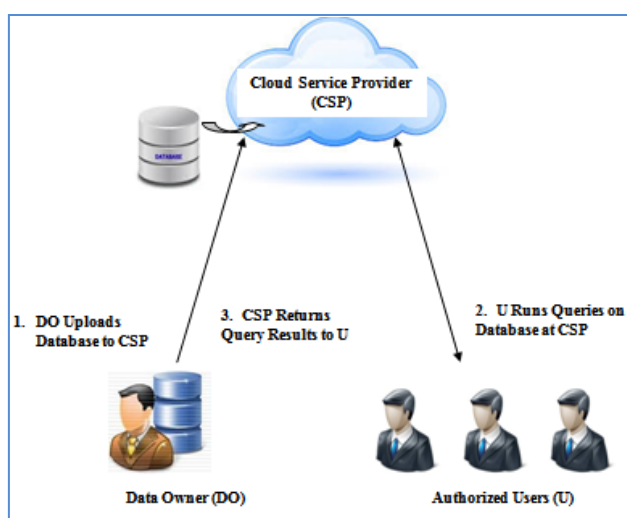 Cloud Service Provider
(CSP)
DATABASE
1. DO Uploads
Database to CSP
3. CSP Returns
Query Results to U
2. U Runs Queries on
Database at CSP
Data Owner (DO)
Authorized Users (U)